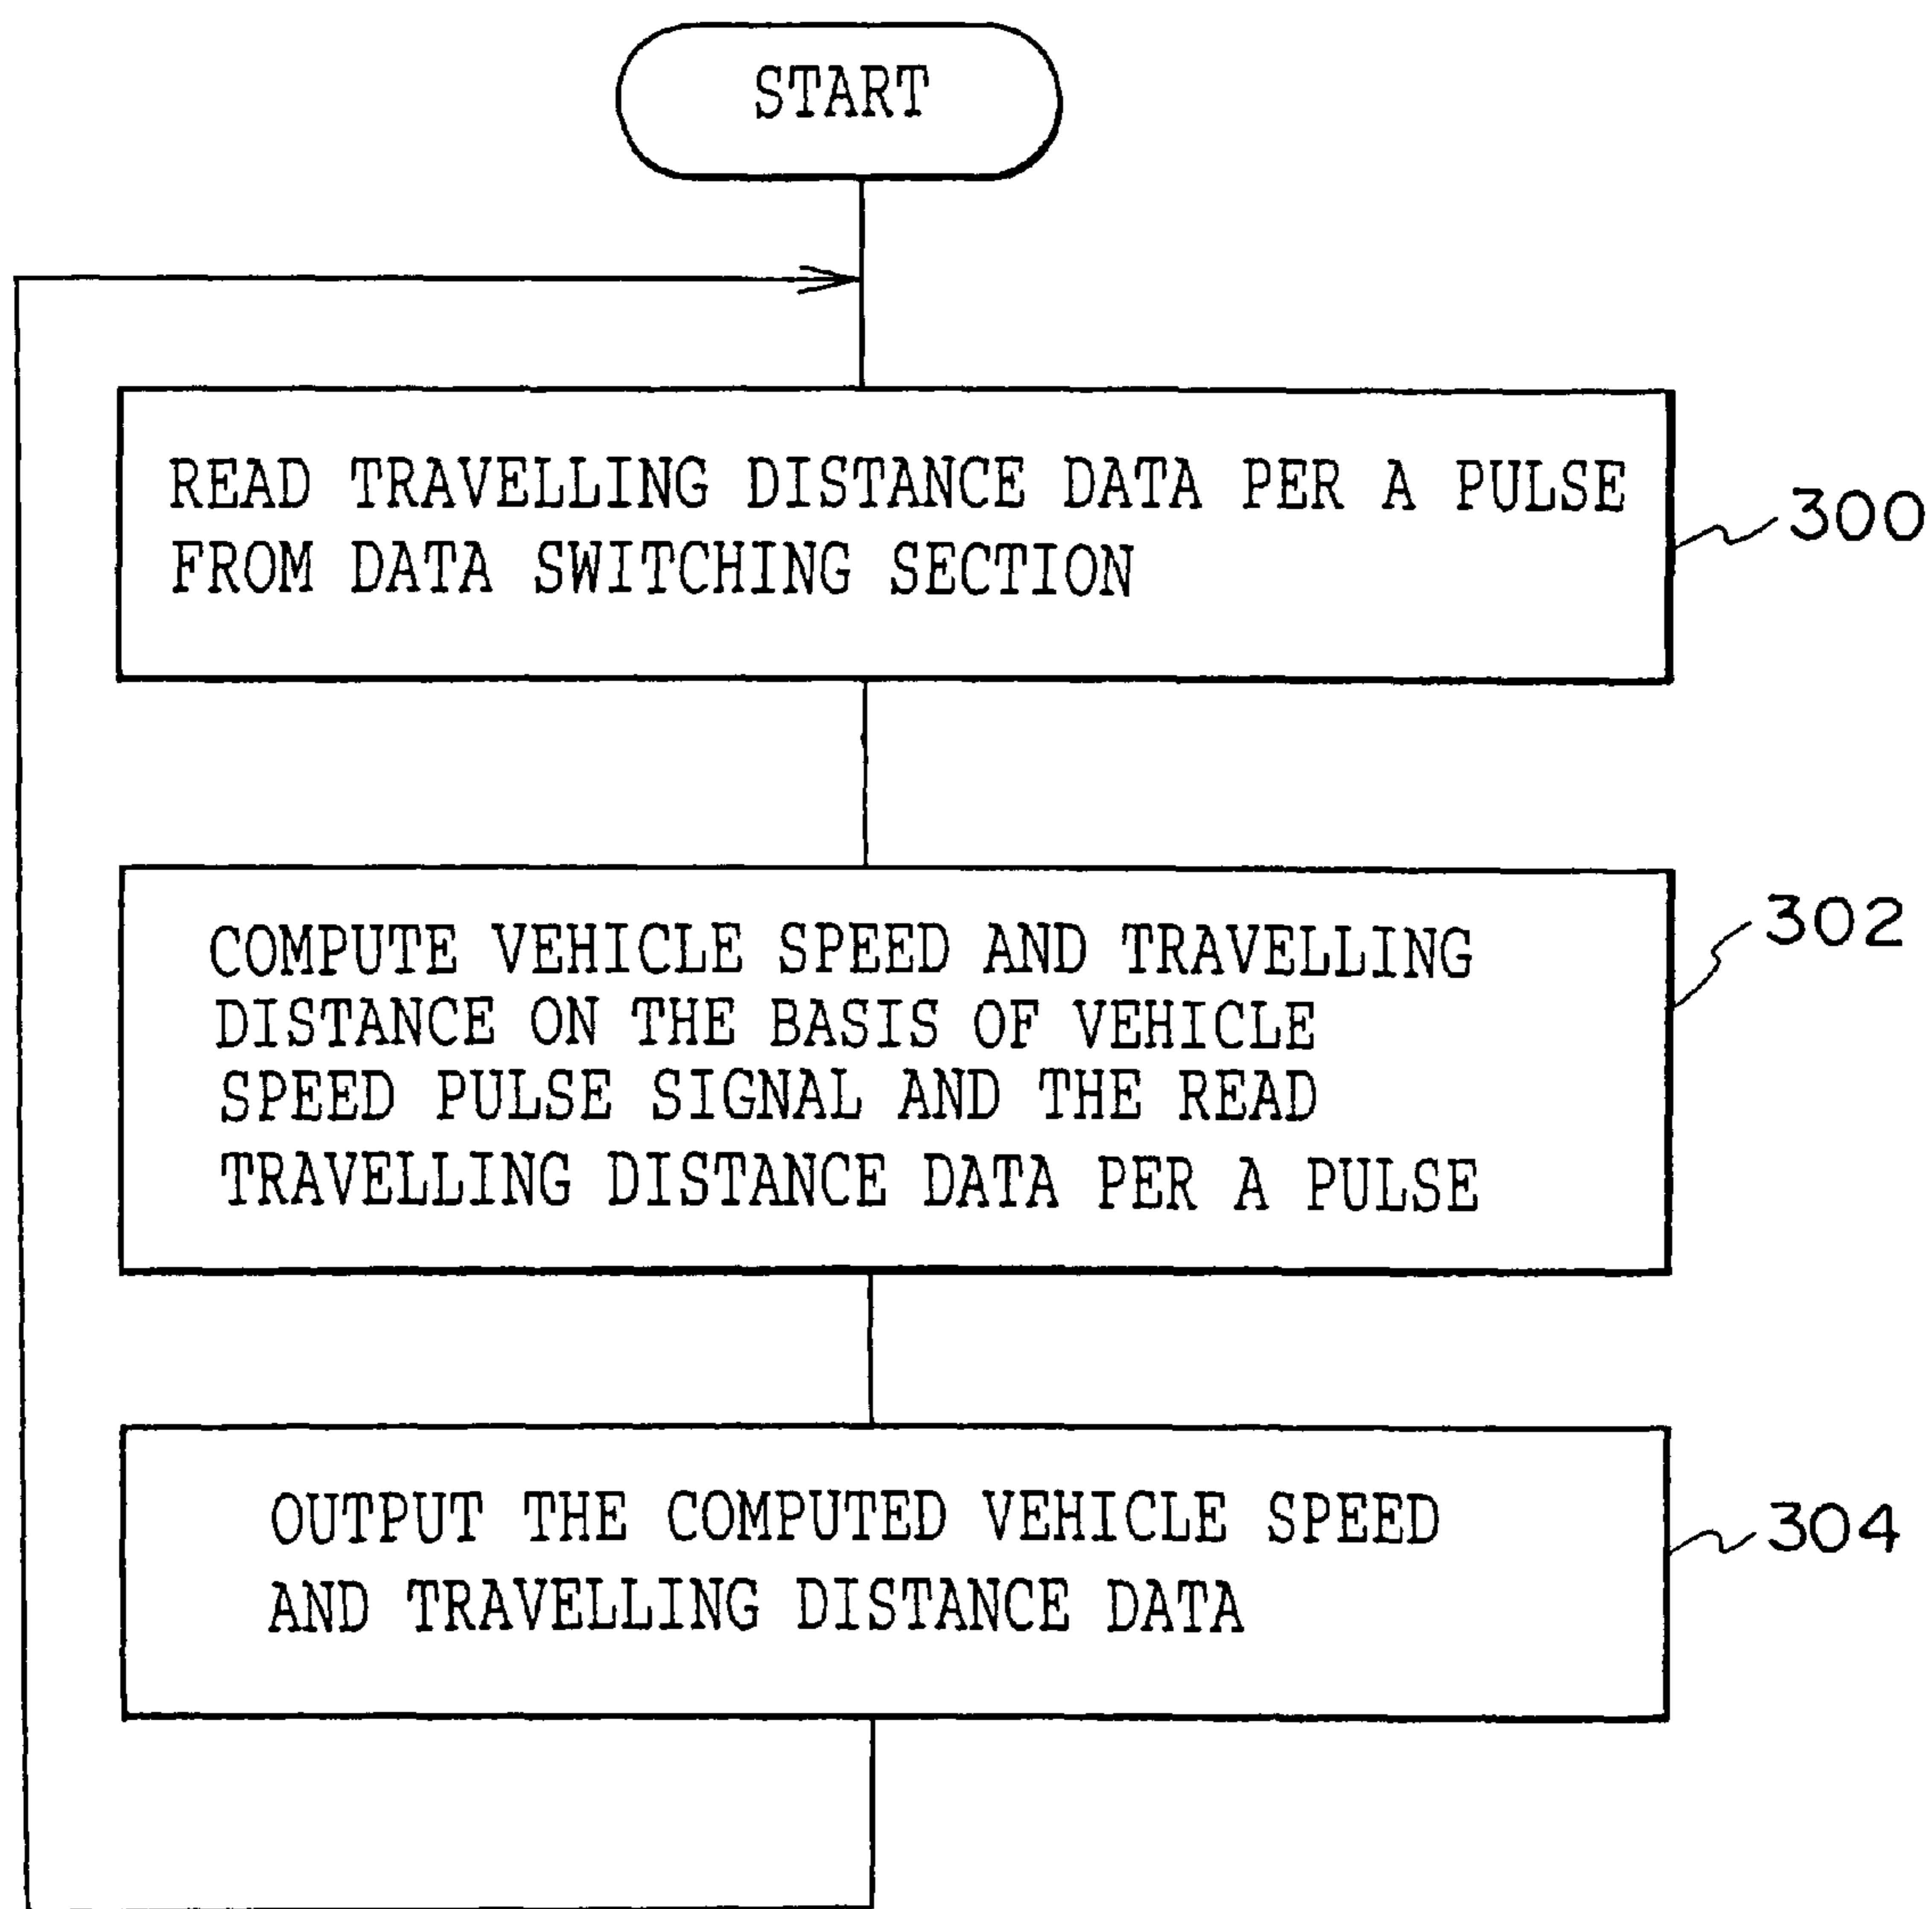 START
READ TRAVELLING DISTANCE DATA PER A PULSE
FROM DATA SWITCHING SECTION
300
COMPUTE VEHICLE SPEED AND TRAVELLING
DISTANCE ON THE BASIS OF VEHICLE
SPEED PULSE SIGNAL AND THE READ
TRAVELLING DISTANCE DATA PER A PULSE
302
OUTPUT THE COMPUTED VEHICLE SPEED
AND TRAVELLING DISTANCE DATA
304